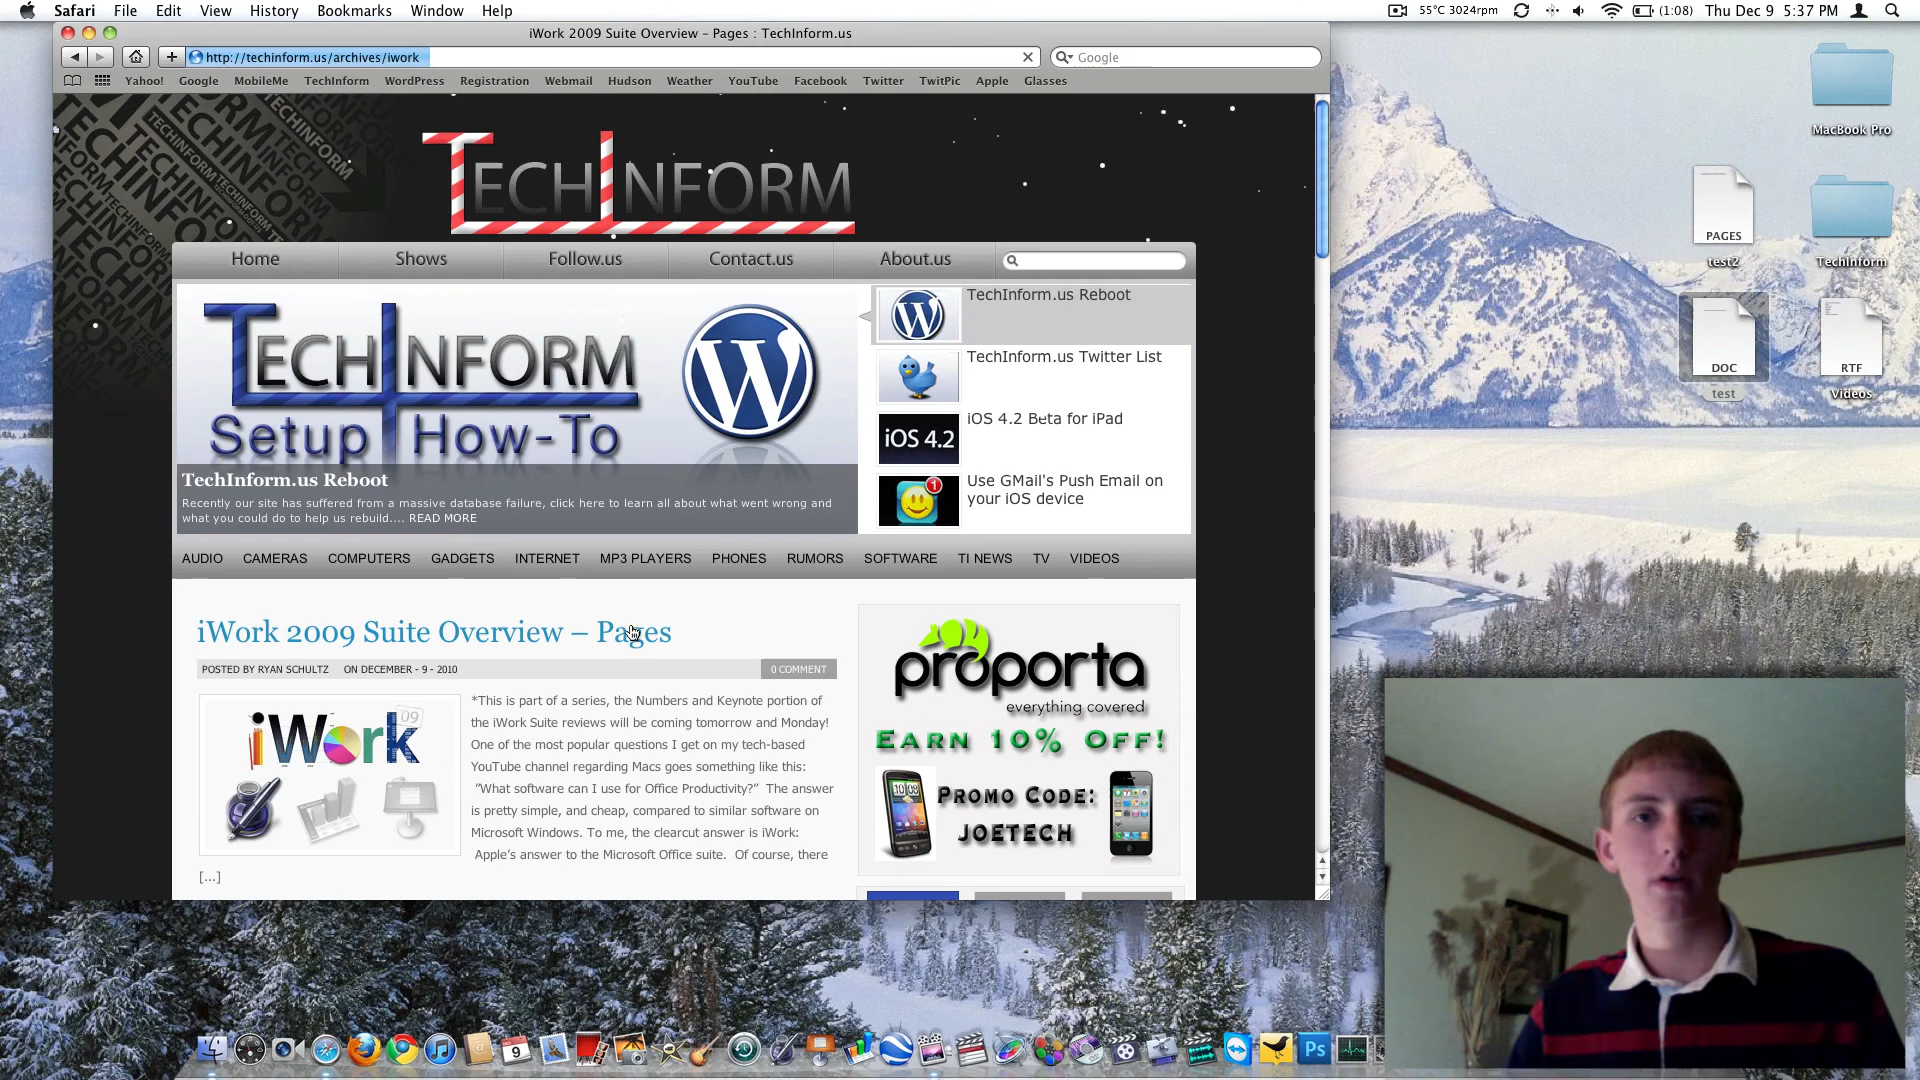 Safari File Edit View History Bookmarks Window Help
55°C 3024rpm (1:08) Thu Dec 9 5:37 PM
iWork 2009 Suite Overview – Pages : TechInform.us
http://techinform.us/archives/iwork
Google
Yahoo! Google MobileMe TechInform WordPress Registration Webmail Hudson Weather YouTube Facebook Twitter TwitPic Apple Glasses
TECHINFORM
Home Shows Follow.us Contact.us About.us
TECHINFORM
Setup How-To
TechInform.us Reboot
Recently our site has suffered from a massive database failure, click here to learn all about what went wrong and
what you could do to help us rebuild.... READ MORE
TechInform.us Reboot
TechInform.us Twitter List
iOS 4.2
iOS 4.2 Beta for iPad
1
Use GMail's Push Email on
your iOS device
AUDIO CAMERAS COMPUTERS GADGETS INTERNET MP3 PLAYERS PHONES RUMORS SOFTWARE TI NEWS TV VIDEOS
iWork 2009 Suite Overview – Pages
POSTED BY RYAN SCHULTZ ON DECEMBER - 9 - 2010
0 COMMENT
iWork
09
*This is part of a series, the Numbers and Keynote portion of
the iWork Suite reviews will be coming tomorrow and Monday!
One of the most popular questions I get on my tech-based
YouTube channel regarding Macs goes something like this:
"What software can I use for Office Productivity?" The answer
is pretty simple, and cheap, compared to similar software on
Microsoft Windows. To me, the clearcut answer is iWork:
Apple's answer to the Microsoft Office suite. Of course, there
[...]
proporta
everything covered
EARN 10% OFF!
PROMO CODE:
JOETECH
10 08
MacBook Pro
PAGES
test2
TechInform
DOC
test
RTF
Videos
9
Ps